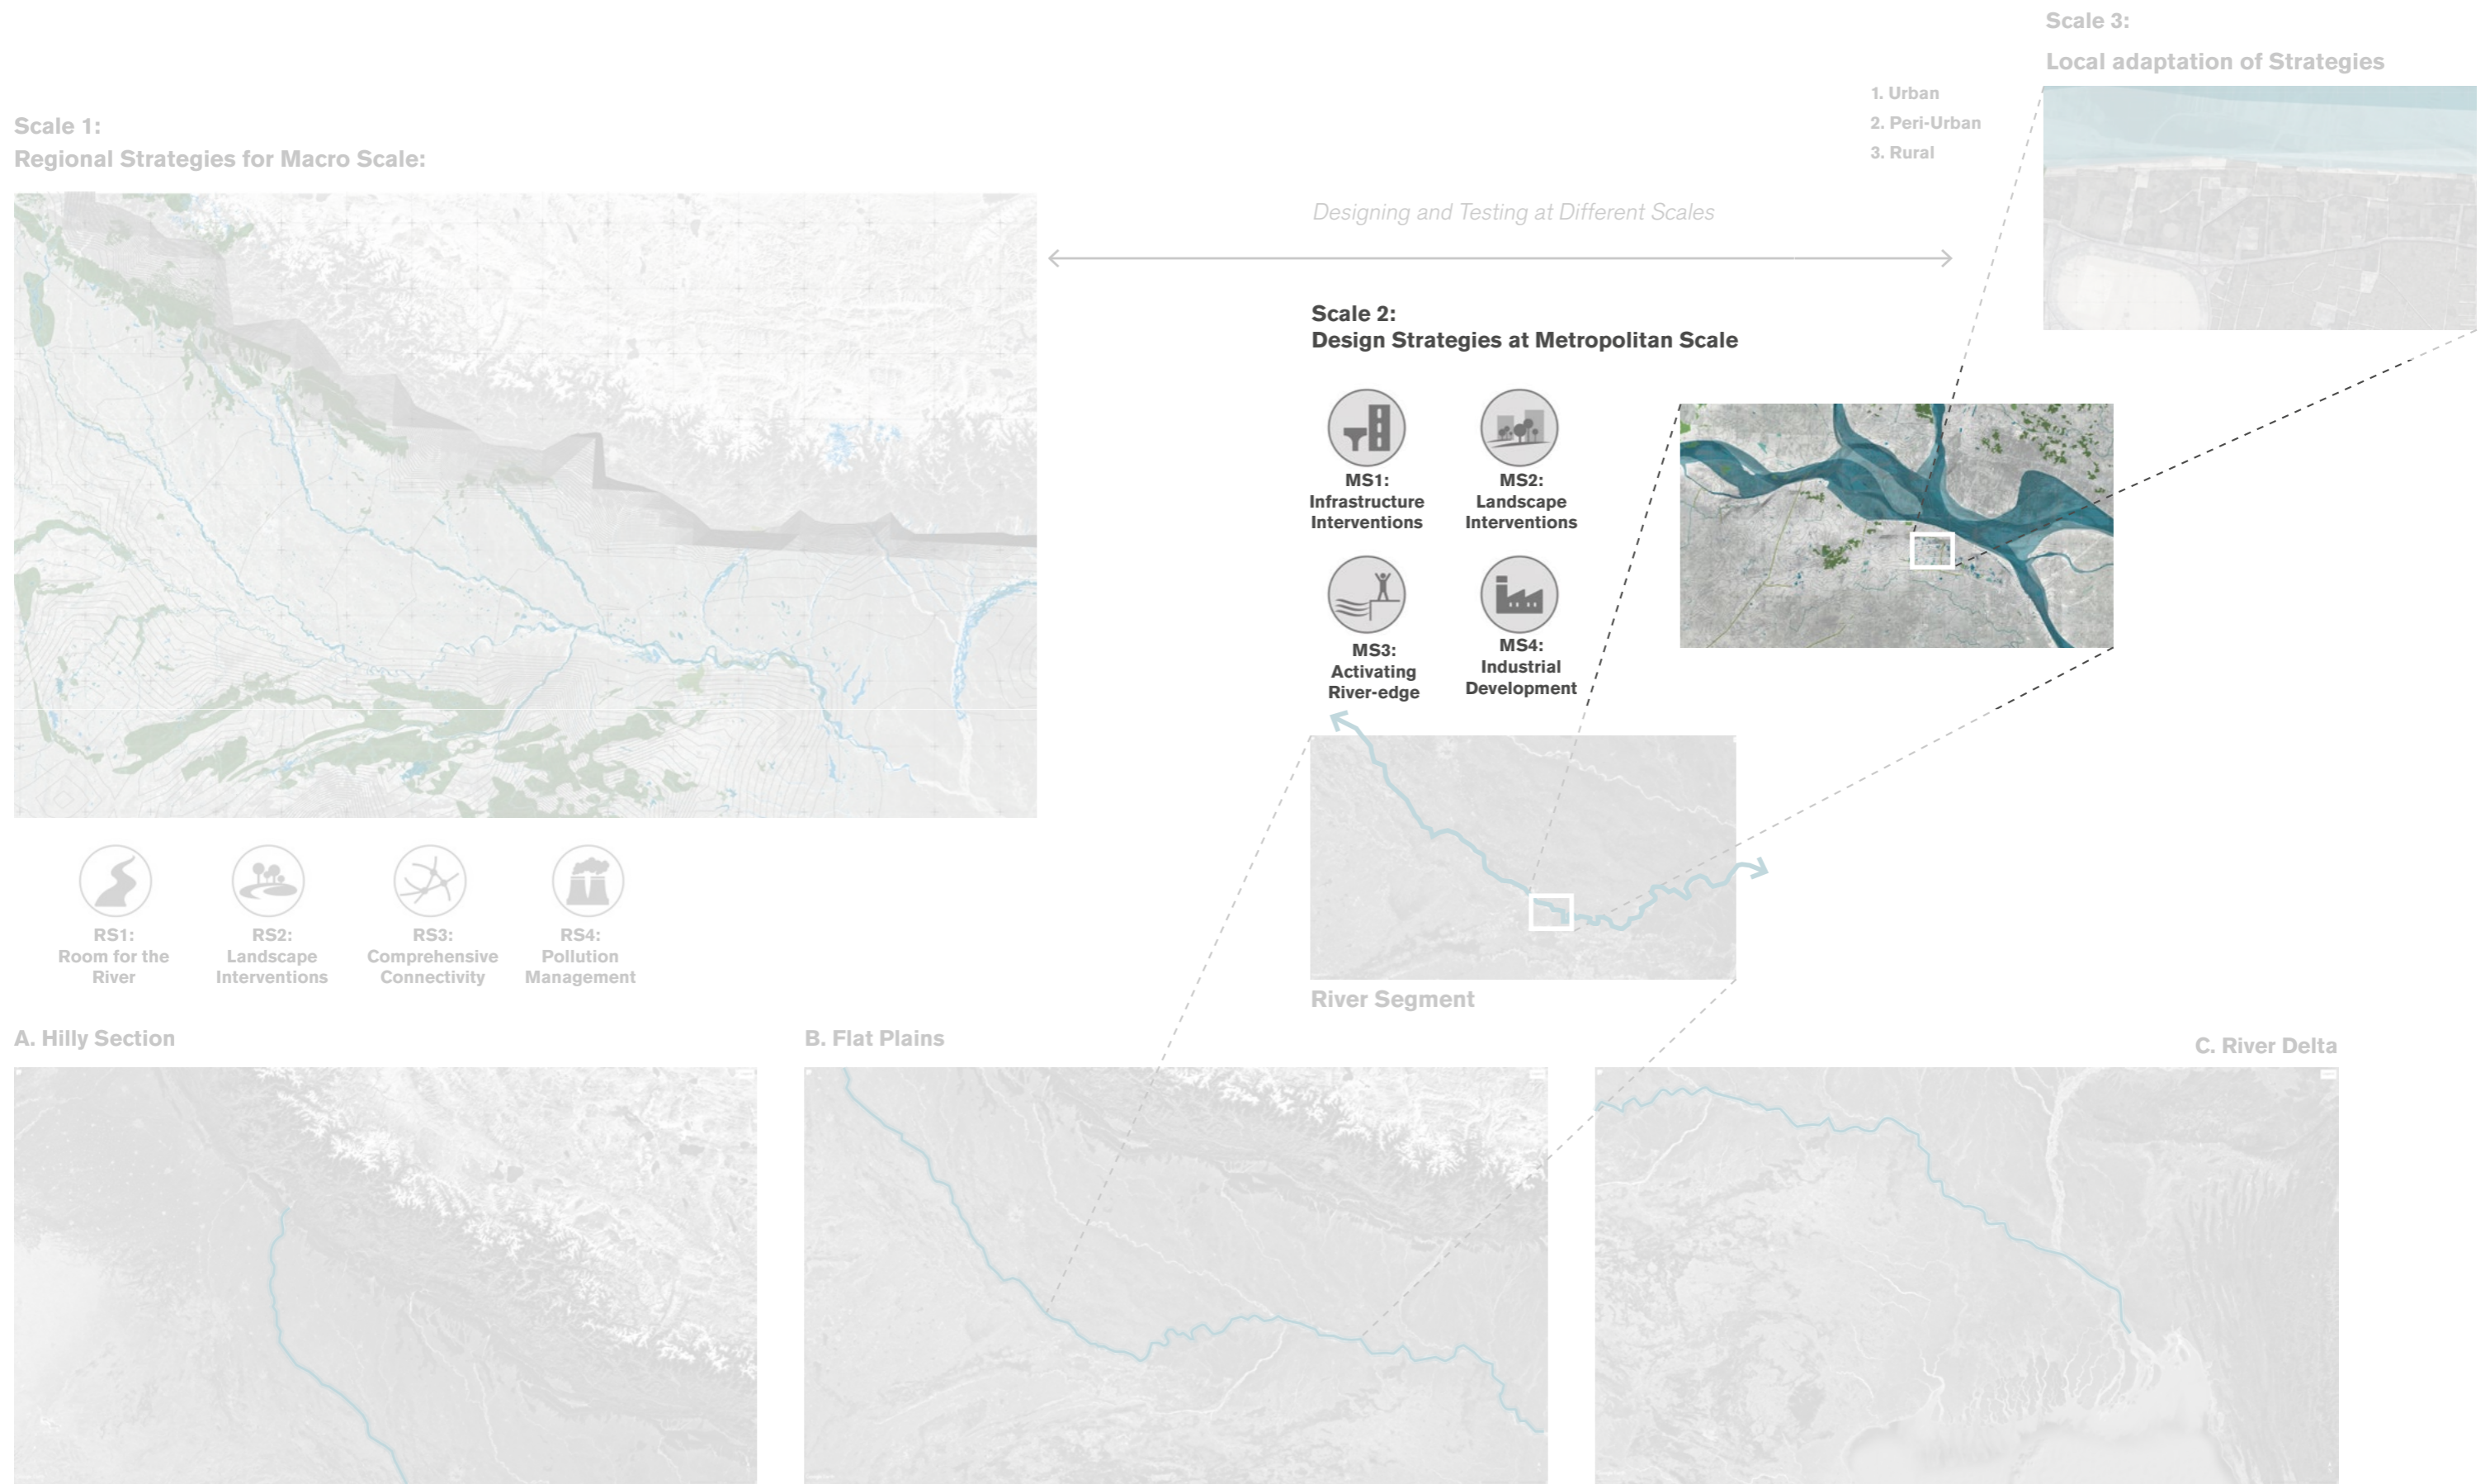 Scale 3:
Local adaptation of Strategies
1. Urban
2. Peri-Urban
3. Rural
Scale 1:
Regional Strategies for Macro Scale:
Designing and Testing at Different Scales
Scale 2:
Design Strategies at Metropolitan Scale
MS1:
Infrastructure
Interventions
MS2:
Landscape
Interventions
MS3:
Activating
River-edge
MS4:
Industrial
Development
RS1:
Room for the
River
RS2:
Landscape
Interventions
RS3:
Comprehensive
Connectivity
RS4:
Pollution
Management
River Segment
A. Hilly Section
B. Flat Plains
C. River Delta